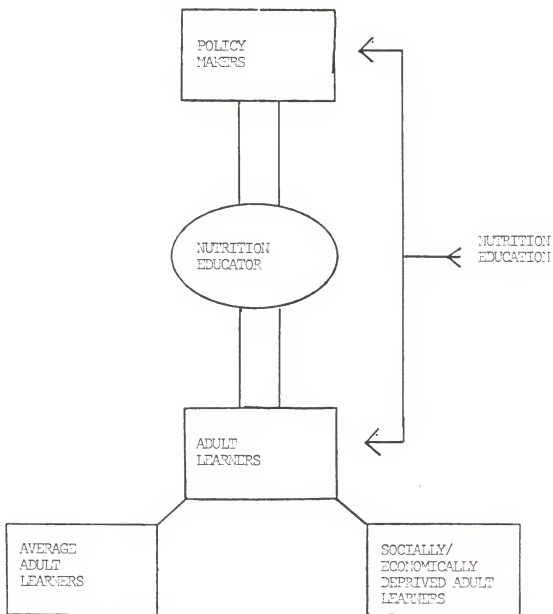 POLICY
MAKERS
NUTRITION
EDUCATOR
NUTRITION
EDUCATION
ADULT
LEARNERS
AVERAGE
ADULT
LEARNERS
SOCIALLY/
ECONOMICALLY
DEPRIVED ADULT
LEARNERS